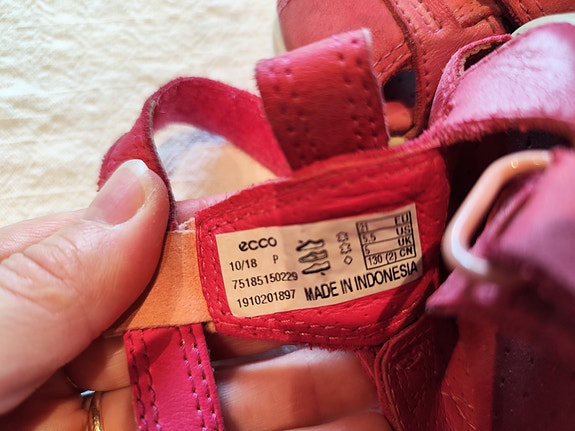 ecco
10/18 P
75185150229
1910201897
21 EU
5.5 US
5 UK
130 (2) CN
MADE IN INDONESIA